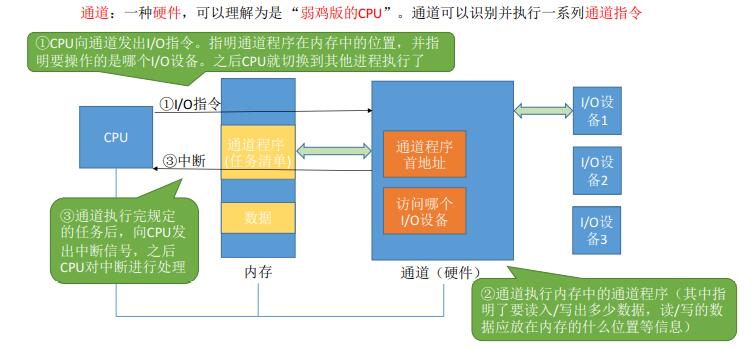 通道：一种硬件，可以理解为是“弱鸡版的CPU”。通道可以识别并执行一系列通道指令
①CPU向通道发出I/O指令。指明通道程序在内存中的位置，并指
明要操作的是哪个I/O设备。之后CPU就切换到其他进程执行了
①I/O指令
CPU
③中断
通道程序
(任务清单)
数据
内存
通道程序
首地址
访问哪个
I/O设备
通道（硬件）
I/O设
备1
I/O设
备2
I/O设
备3
③通道执行完规定
的任务后，向CPU发
出中断信号，之后
CPU对中断进行处理
②通道执行内存中的通道程序（其中指
明了要读入/写出多少数据，读/写的数
据应放在内存的什么位置等信息）